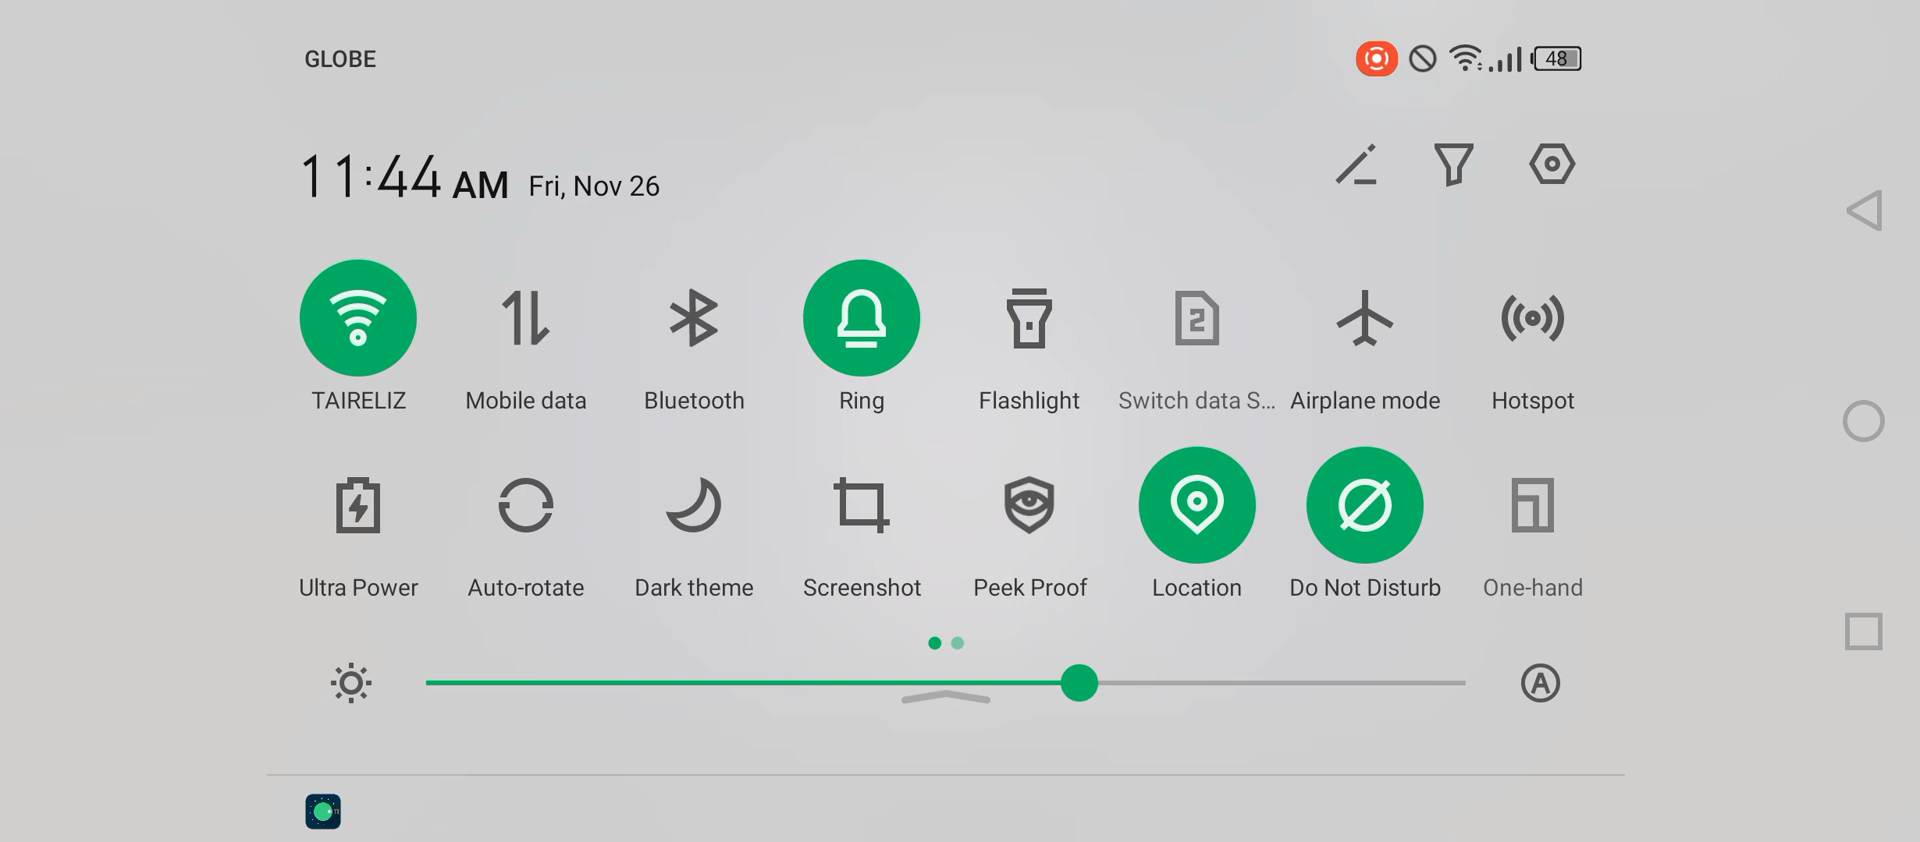 GLOBE
48
11:44 AM Fri, Nov 26
2
TAIRELIZ Mobile data Bluetooth Ring Flashlight Switch data S... Airplane mode Hotspot
Ultra Power Auto-rotate Dark theme Screenshot Peek Proof Location Do Not Disturb One-hand
A